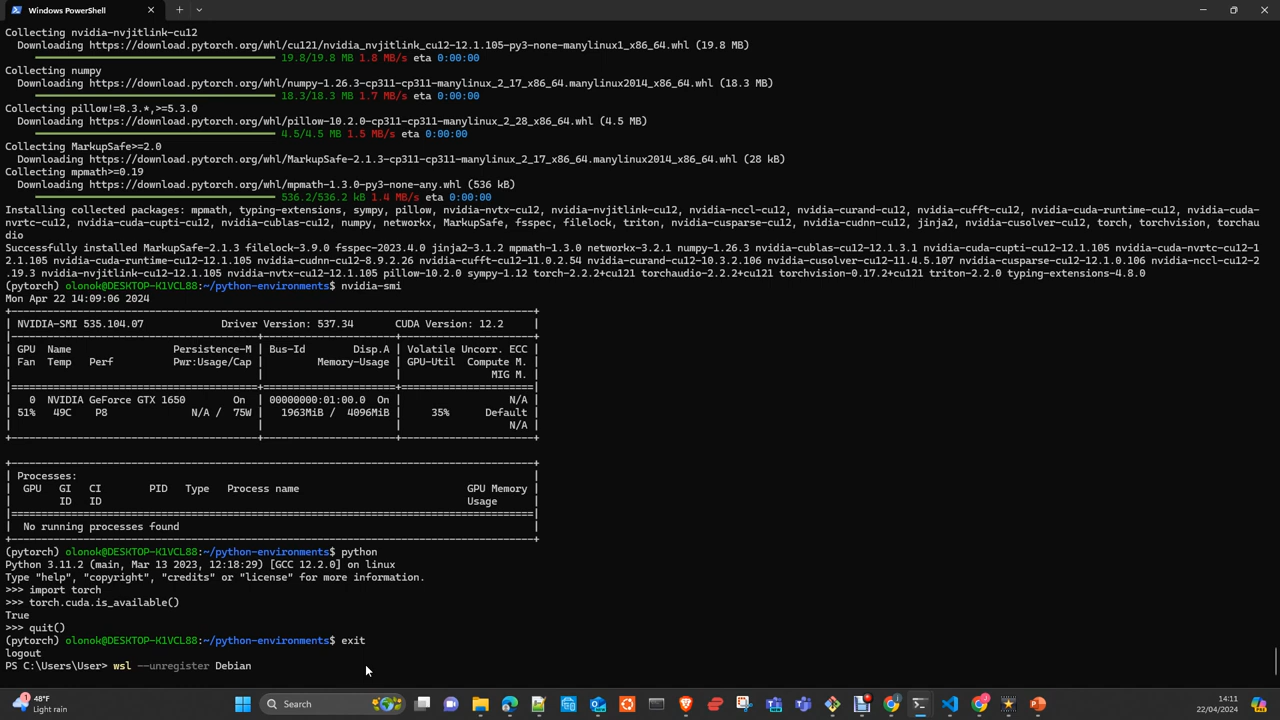 Windows PowerShell
Collecting nvidia-nvjitlink-cu12
Downloading https://download.pytorch.org/whl/cu121/nvidia_nvjitlink_cu12-12.1.105-py3-none-manylinux1_x86_64.whl (19.8 MB)
19.8/19.8 MB 1.8 MB/s eta 0:00:00
Collecting numpy
Downloading https://download.pytorch.org/whl/numpy-1.26.3-cp311-cp311-manylinux_2_17_x86_64.manylinux2014_x86_64.whl (18.3 MB)
18.3/18.3 MB 1.7 MB/s eta 0:00:00
Collecting pillow!=8.3.*,>=5.3.0
Downloading https://download.pytorch.org/whl/pillow-10.2.0-cp311-cp311-manylinux_2_28_x86_64.whl (4.5 MB)
4.5/4.5 MB 1.5 MB/s eta 0:00:00
Collecting MarkupSafe>=2.0
Downloading https://download.pytorch.org/whl/MarkupSafe-2.1.3-cp311-cp311-manylinux_2_17_x86_64.manylinux2014_x86_64.whl (28 kB)
Collecting mpmath>=0.19
Downloading https://download.pytorch.org/whl/mpmath-1.3.0-py3-none-any.whl (536 kB)
536.2/536.2 kB 1.4 MB/s eta 0:00:00
Installing collected packages: mpmath, typing-extensions, sympy, pillow, nvidia-nvtx-cu12, nvidia-nvjitlink-cu12, nvidia-nccl-cu12, nvidia-curand-cu12, nvidia-cufft-cu12, nvidia-cuda-runtime-cu12, nvidia-cuda-
nvrtc-cu12, nvidia-cuda-cupti-cu12, nvidia-cublas-cu12, numpy, networkx, MarkupSafe, fsspec, filelock, triton, nvidia-cusparse-cu12, nvidia-cudnn-cu12, jinja2, nvidia-cusolver-cu12, torch, torchvision, torchau
dio
Successfully installed MarkupSafe-2.1.3 filelock-3.9.0 fsspec-2023.4.0 jinja2-3.1.2 mpmath-1.3.0 networkx-3.2.1 numpy-1.26.3 nvidia-cublas-cu12-12.1.3.1 nvidia-cuda-cupti-cu12-12.1.105 nvidia-cuda-nvrtc-cu12-1
2.1.105 nvidia-cuda-runtime-cu12-12.1.105 nvidia-cudnn-cu12-8.9.2.26 nvidia-cufft-cu12-11.0.2.54 nvidia-curand-cu12-10.3.2.106 nvidia-cusolver-cu12-11.4.5.107 nvidia-cusparse-cu12-12.1.0.106 nvidia-nccl-cu12-2
.19.3 nvidia-nvjitlink-cu12-12.1.105 nvidia-nvtx-cu12-12.1.105 pillow-10.2.0 sympy-1.12 torch-2.2.2+cu121 torchaudio-2.2.2+cu121 torchvision-0.17.2+cu121 triton-2.2.0 typing-extensions-4.8.0
(pytorch) olonok@DESKTOP-K1VCL88:~/python-environments$ nvidia-smi
Mon Apr 22 14:09:06 2024
NVIDIA-SMI 535.104.07 Driver Version: 537.34 CUDA Version: 12.2
GPU Name Persistence-M | Bus-Id Disp.A | Volatile Uncorr. ECC
Fan Temp Perf Pwr:Usage/Cap | Memory-Usage | GPU-Util Compute M.
MIG M.
0 NVIDIA GeForce GTX 1650 On | 00000000:01:00.0 On | N/A
51% 49C P8 N/A / 75W | 1963MiB / 4096MiB | 35% Default
N/A
Processes:
GPU GI CI PID Type Process name GPU Memory
ID ID Usage
No running processes found
(pytorch) olonok@DESKTOP-K1VCL88:~/python-environments$ python
Python 3.11.2 (main, Mar 13 2023, 12:18:29) [GCC 12.2.0] on linux
Type "help", "copyright", "credits" or "license" for more information.
>>> import torch
>>> torch.cuda.is_available()
True
>>> quit()
(pytorch) olonok@DESKTOP-K1VCL88:~/python-environments$ exit
logout
PS C:\Users\User> wsl --unregister Debian
1
48°F
Light rain
Search
14:11
22/04/2024